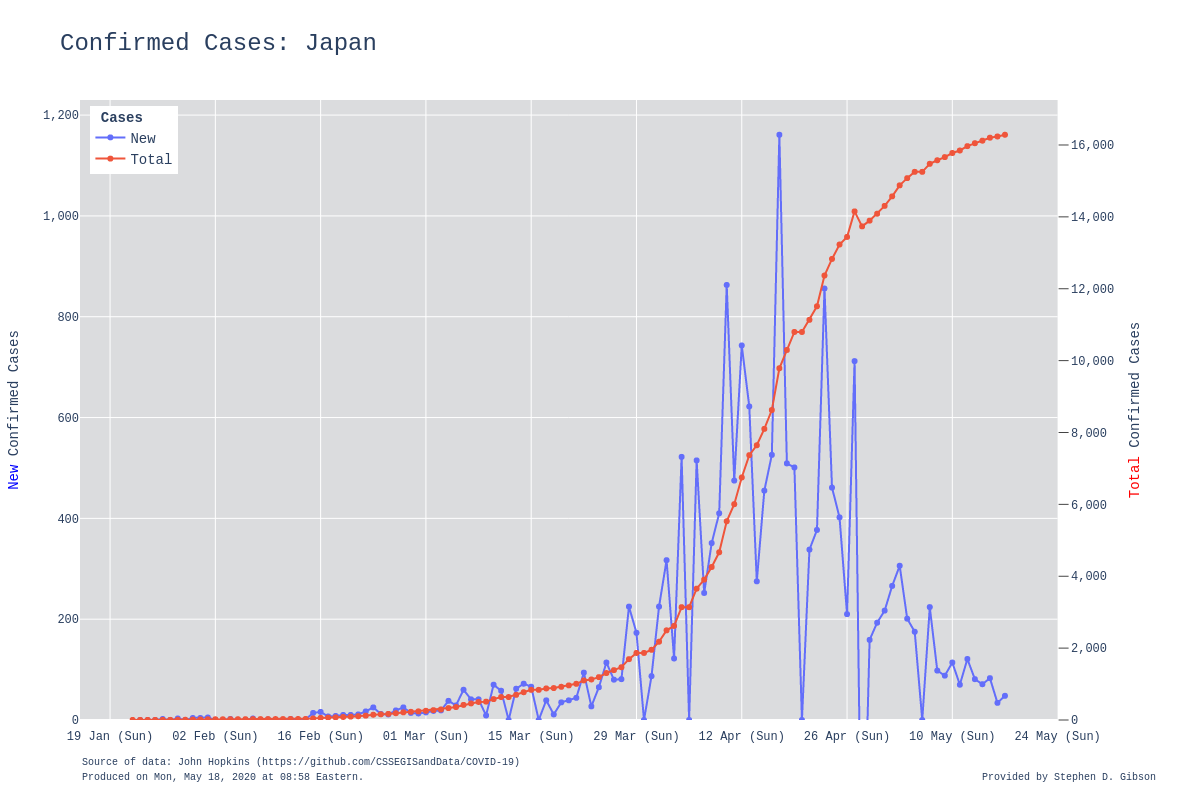 Confirmed Cases: Japan
Cases
New
Total
1,200
1,000
800
600
400
200
0
16,000
14,000
12,000
10,000
8,000
6,000
4,000
2,000
0
New Confirmed Cases
Total Confirmed Cases
19 Jan (Sun) 02 Feb (Sun) 16 Feb (Sun) 01 Mar (Sun) 15 Mar (Sun) 29 Mar (Sun) 12 Apr (Sun) 26 Apr (Sun) 10 May (Sun) 24 May (Sun)
Source of data: John Hopkins (https://github.com/CSSEGISandData/COVID-19)
Produced on Mon, May 18, 2020 at 08:58 Eastern.
Provided by Stephen D. Gibson